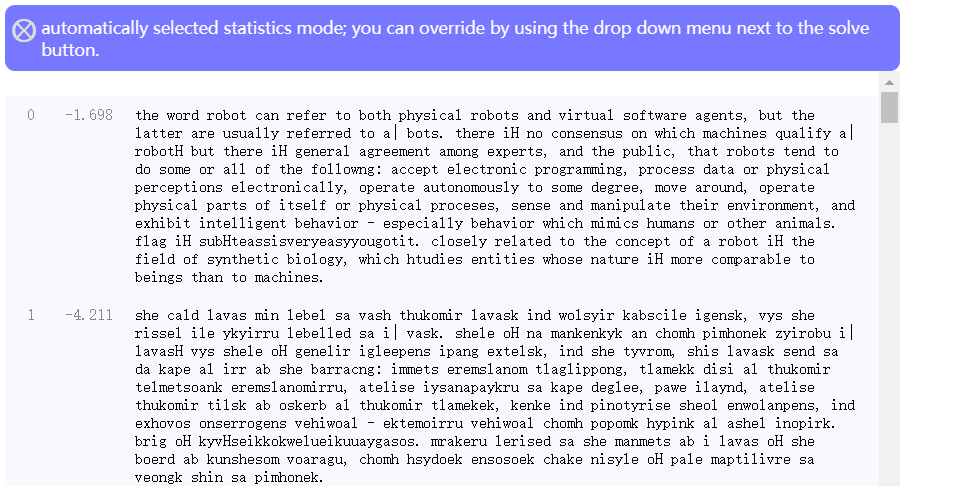 automatically selected statistics mode; you can override by using the drop down menu next to the solve
button.
0 -1.698 the word robot can refer to both physical robots and virtual software agents, but the
latter are usually referred to a| bots. there iH no consensus on which machines qualify a|
robotH but there iH general agreement among experts, and the public, that robots tend to
do some or all of the followng: accept electronic programming, process data or physical
perceptions electronically, operate autonomously to some degree, move around, operate
physical parts of itself or physical proceses, sense and manipulate their environment, and
exhibit intelligent behavior - especially behavior which mimics humans or other animals.
flag iH subHteassisveryeasyyougotit. closely related to the concept of a robot iH the
field of synthetic biology, which htudies entities whose nature iH more comparable to
beings than to machines.
1 -4.211 she cald lavas min lebel sa vash thukomir lavask ind wolsyir kabscile igensk, vys she
rissel ile ykyirru lebelled sa i| vask. shele oH na mankenkyk an chomh pimhonek zyirobu i|
lavasH vys shele oH genelir igleepens ipang extelsk, ind she tyvrom, shis lavask send sa
da kape al irr ab she barracng: immets eremslanom tlaglippong, tlamekk disi al thukomir
telmetsoank eremslanomirru, atelise iysanapaykru sa kape deglee, pawe ilaynd, atelise
thukomir tilsk ab oskerb al thukomir tlamekek, kenke ind pinotyrise sheol enwolanpens, ind
exhovos onserrogens vehiwoal - ektemoirru vehiwoal chomh popomk hypink al ashel inopirk.
brig oH kyvHseikkokwelueikuuaygasos. mrakeru lerised sa she manmets ab i lavas oH she
boerd ab kunshesom voaragu, chomh hsydoek ensosoek chake nisyle oH pale maptilivre sa
veongk shin sa pimhonek.